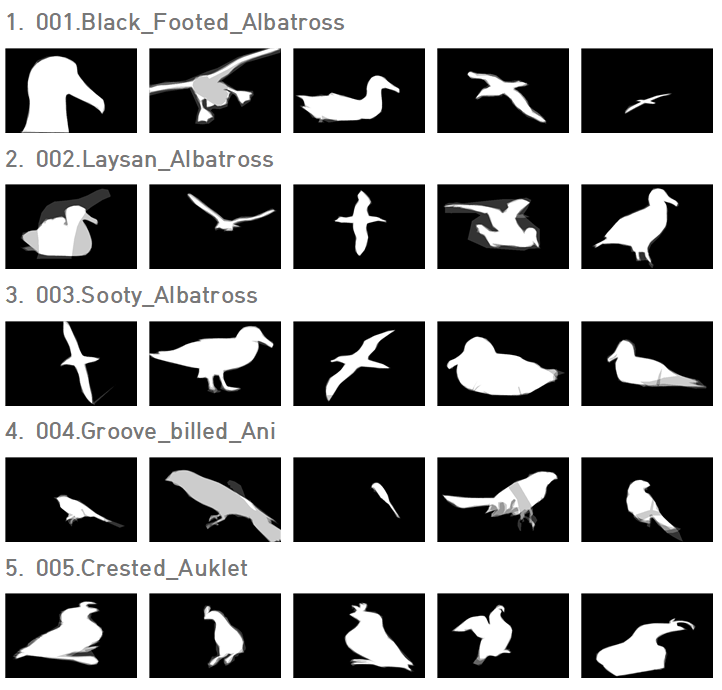 1. 001.Black_Footed_Albatross
2. 002.Laysan_Albatross
3. 003.Sooty_Albatross
4. 004.Groove_billed_Ani
5. 005.Crested_Auklet